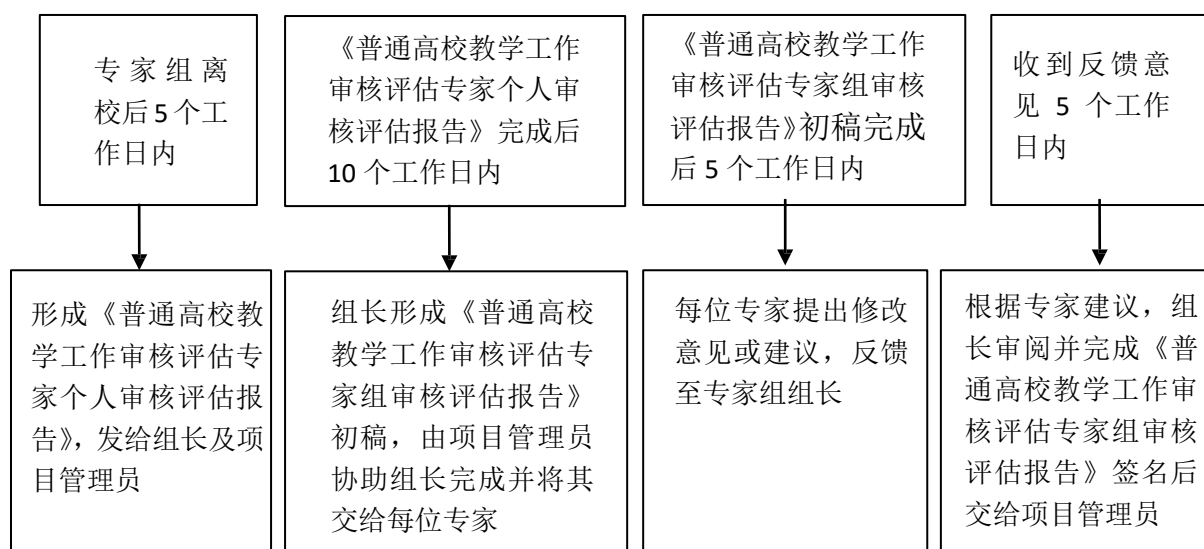 专家组离
校后5个工
作日内
《普通高校教学工作
审核评估专家个人审
核评估报告》完成后
10个工作日内
《普通高校教学工作
审核评估专家组审核
评估报告》初稿完成
后5个工作日内
收到反馈意
见 5 个工作
日内
形成《普通高校教
学工作审核评估专
家个人审核评估报
告》，发给组长及项
目管理员
组长形成《普通高校
教学工作审核评估专
家组审核评估报告》
初稿，由项目管理员
协助组长完成并将其
交给每位专家
每位专家提出修改
意见或建议，反馈
至专家组组长
根据专家建议，组
长审阅并完成《普
通高校教学工作审
核评估专家组审核
评估报告》签名后
交给项目管理员